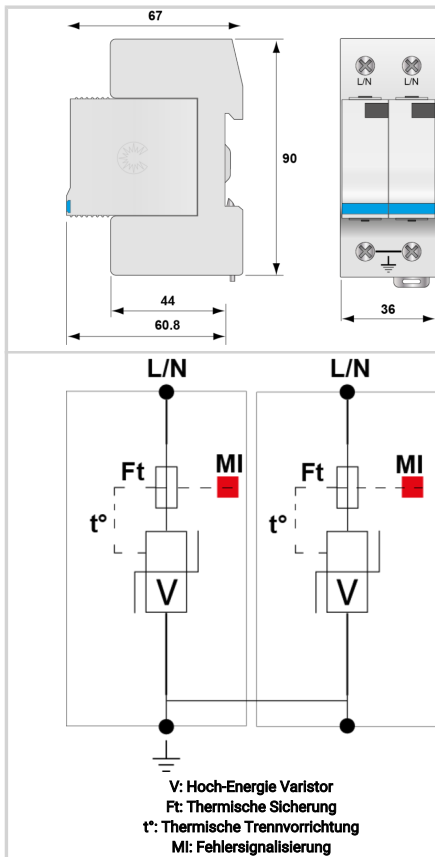 67
L/N L/N
90
44
60.8
36
L/N L/N
Ft MI Ft MI
t° t°
V V
V: Hoch-Energie Varistor
Ft: Thermische Sicherung
t°: Thermische Trennvorrichtung
MI: Fehlersignalisierung